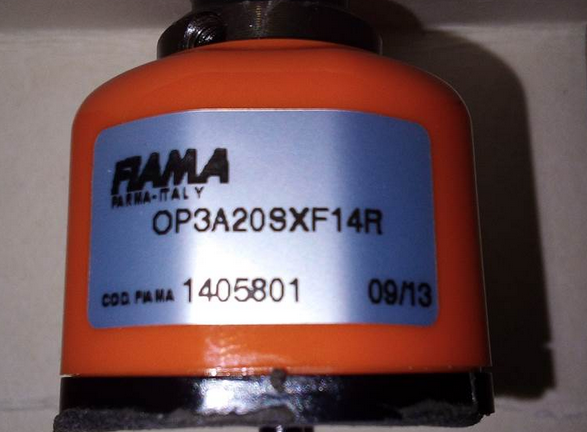 FIAMA
PARMA-ITALY
OP3A20SXF14R
COD. FIAMA 1405801 09/13